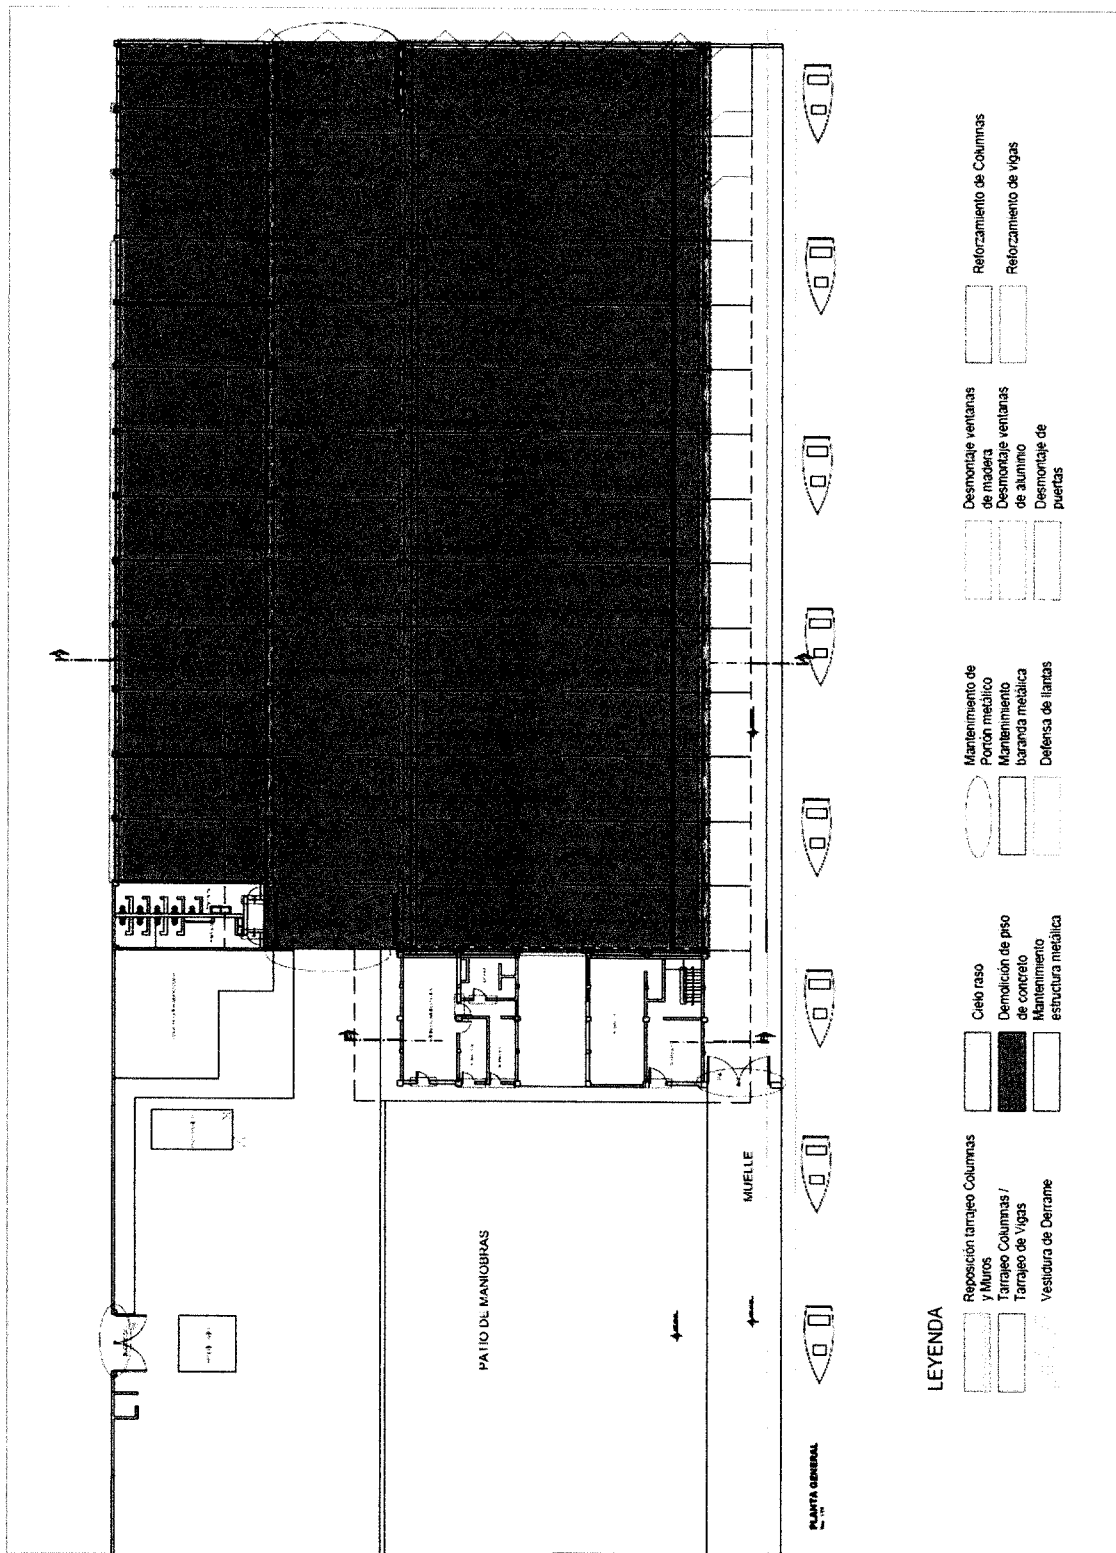 PATIO DE MANIOBRAS
MUELLE
PLANTA GENERAL
LEYENDA
Reposición tarrajeo Columnas
y Muros
Tarrajeo Columnas /
Tarrajeo de Vigas
Vestidura de Derrame
Cielo raso
Demolición de piso
de concreto
Mantenimiento
estructura metálica
Mantenimiento de
Portón metálico
Mantenimiento
baranda metálica
Defensa de llantas
Desmontaje ventanas
de madera
Desmontaje ventanas
de aluminio
Desmontaje de
puertas
Reforzamiento de Columnas
Reforzamiento de vigas